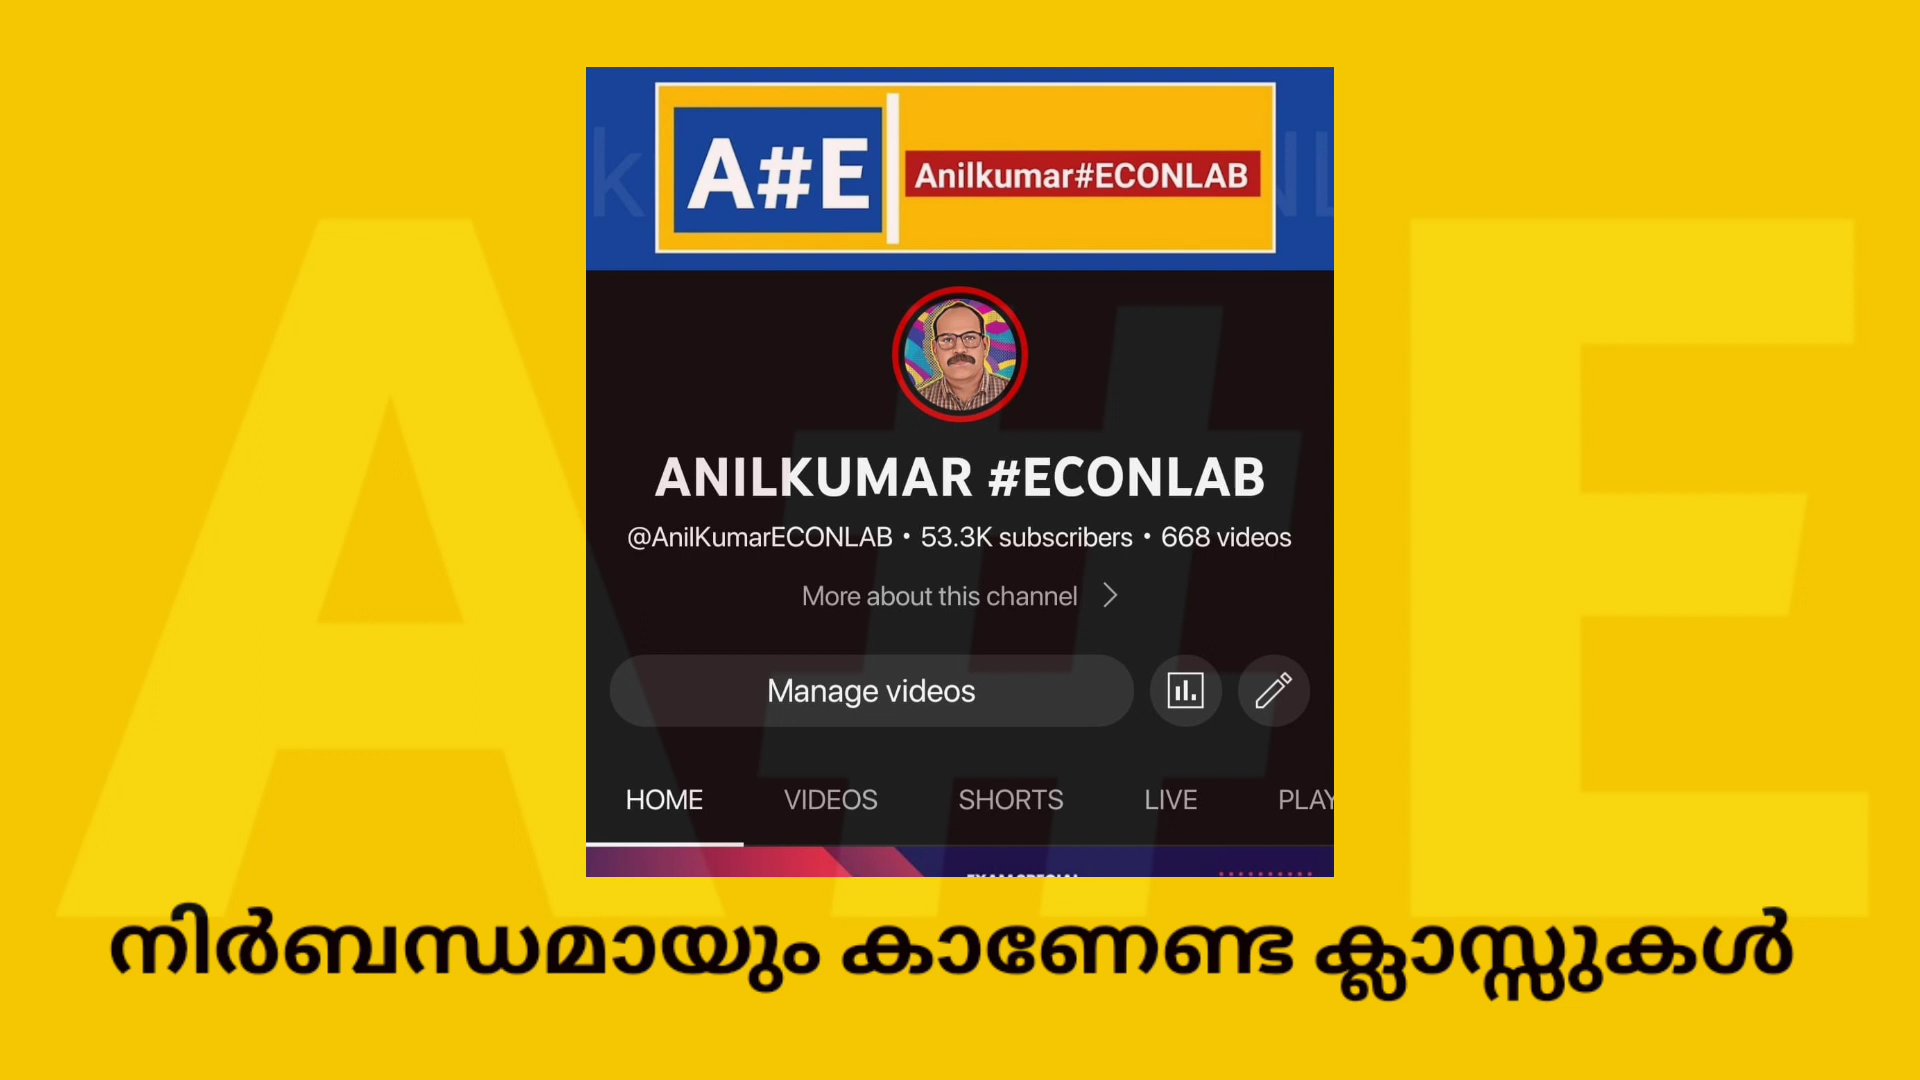 A#E
Anilkumar#ECONLAB
ANILKUMAR #ECONLAB
@AnilKumarECONLAB • 53.3K subscribers • 668 videos
More about this channel
Manage videos
HOME VIDEOS SHORTS LIVE PLAY
നിർബന്ധമായും കാണേണ്ട ക്ലാസ്സുകൾ